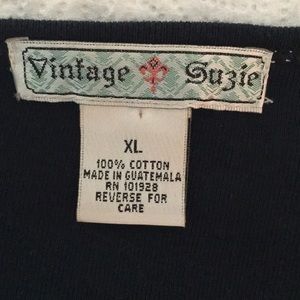 Vintage Suzie
XL
100% COTTON
MADE IN GUATEMALA
RN 101928
REVERSE FOR
CARE